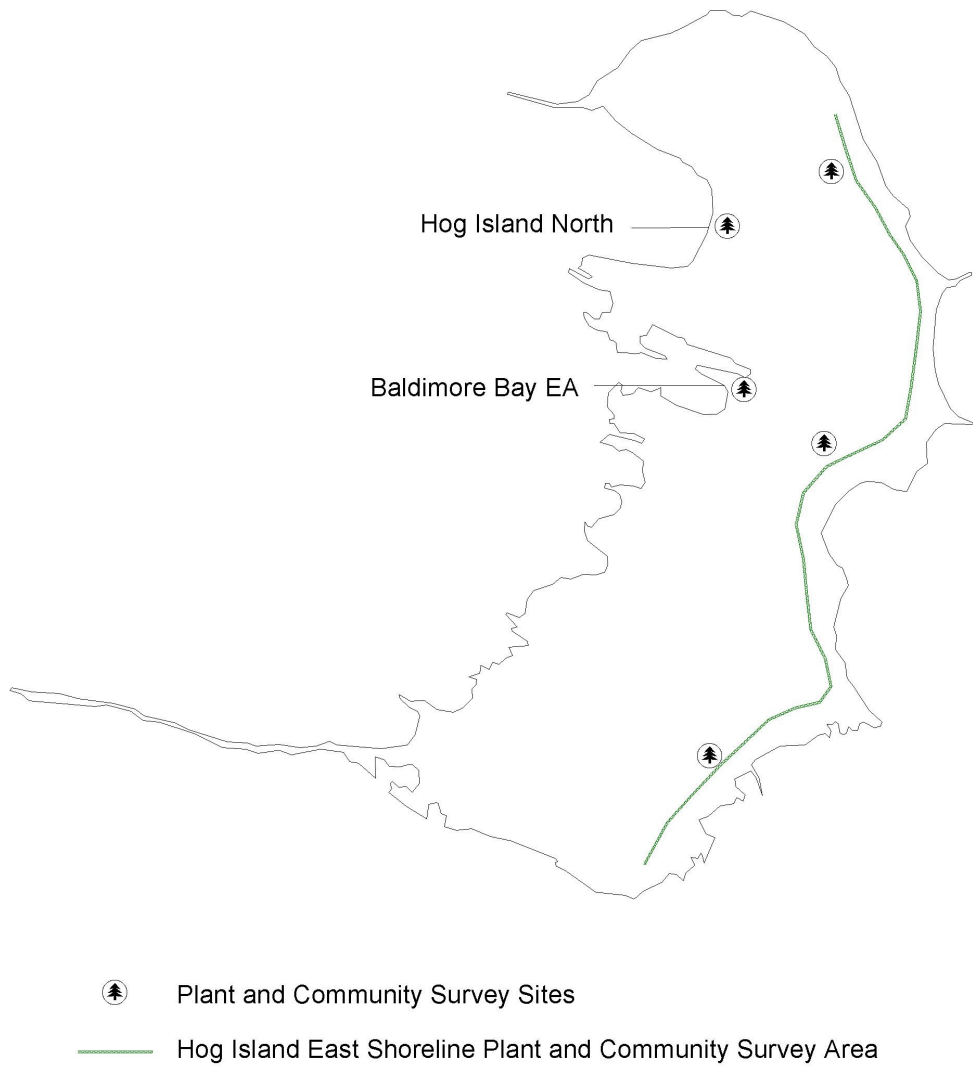 Hog Island North
Baldimore Bay EA
Plant and Community Survey Sites
Hog Island East Shoreline Plant and Community Survey Area